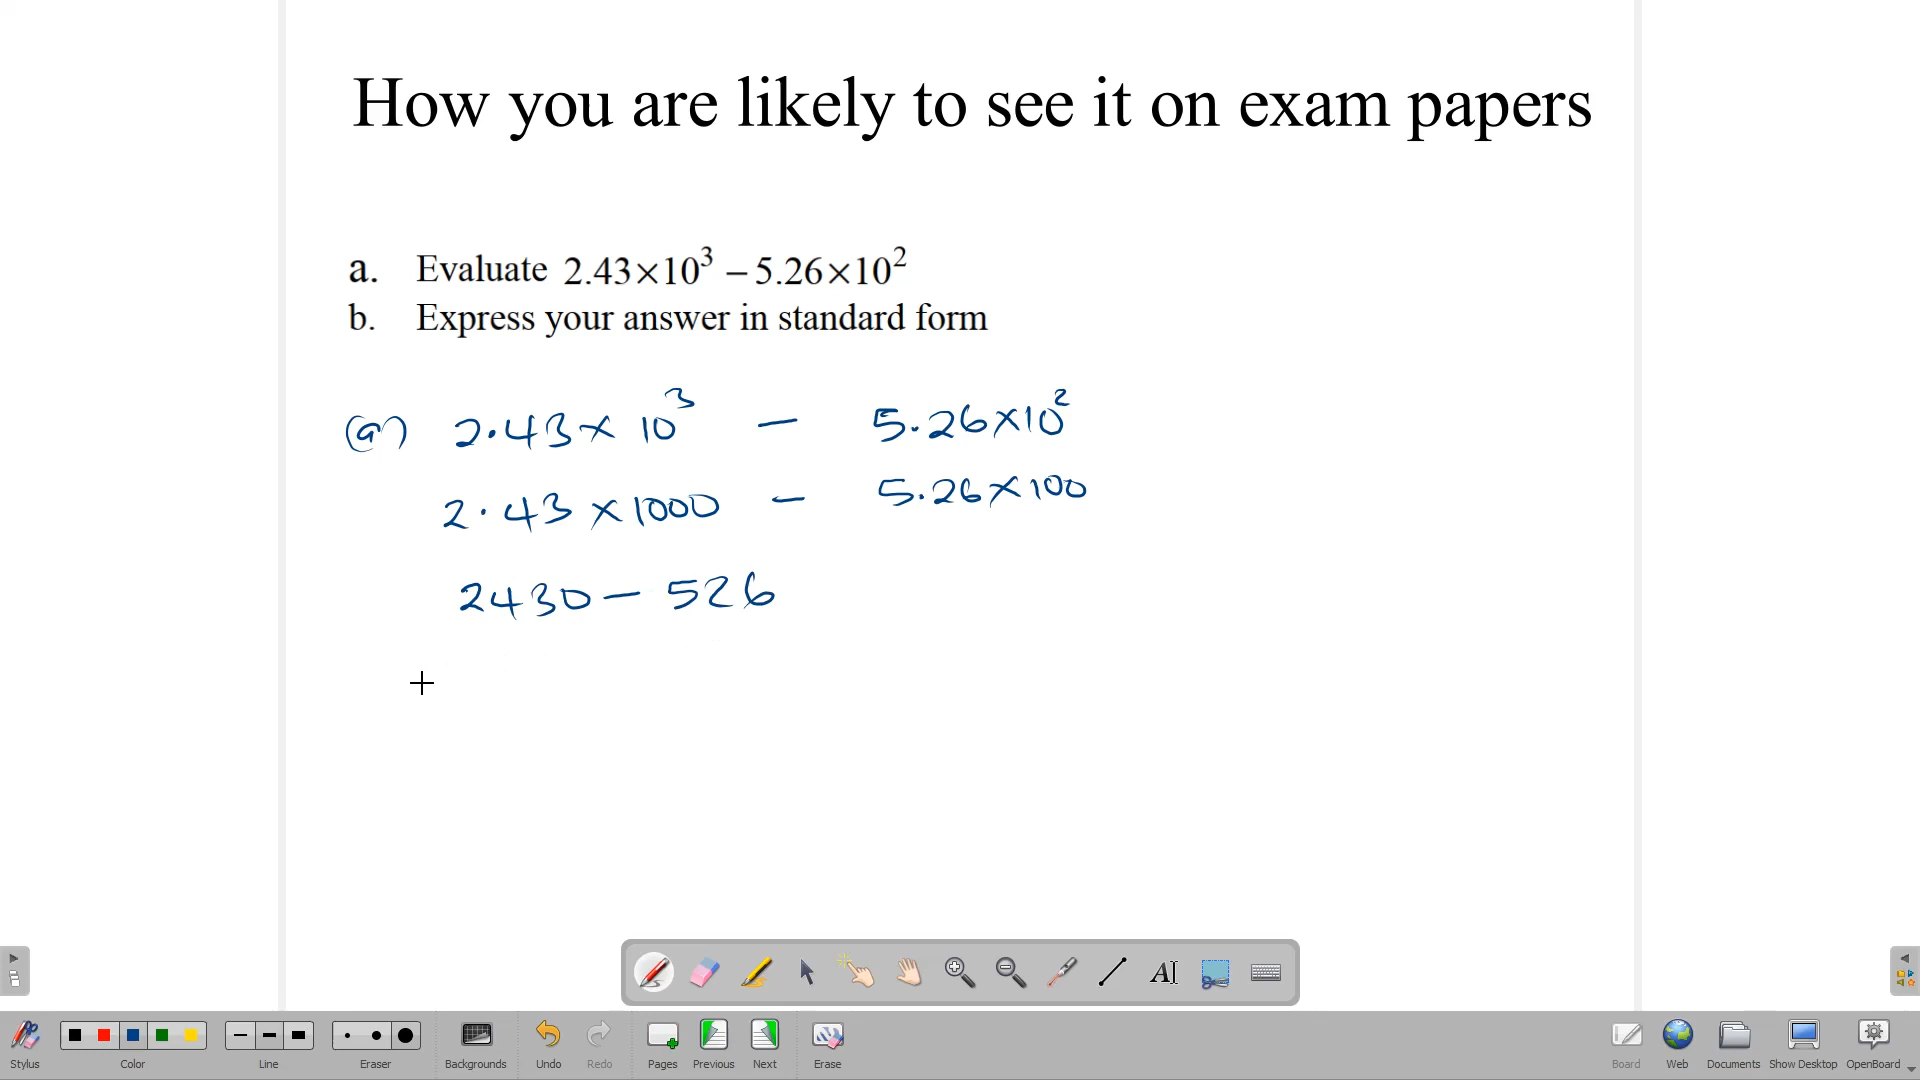 How you are likely to see it on exam papers
a. Evaluate 2.43×10³ – 5.26×10²
b. Express your answer in standard form
(a) 2.43 × 10³ – 5.26×10²
2.43 ×1000 – 5.26×100
2430 – 526
AI
Stylus Color Line Eraser Backgrounds Undo Redo Pages Previous Next Erase Board Web Documents Show Desktop OpenBoard